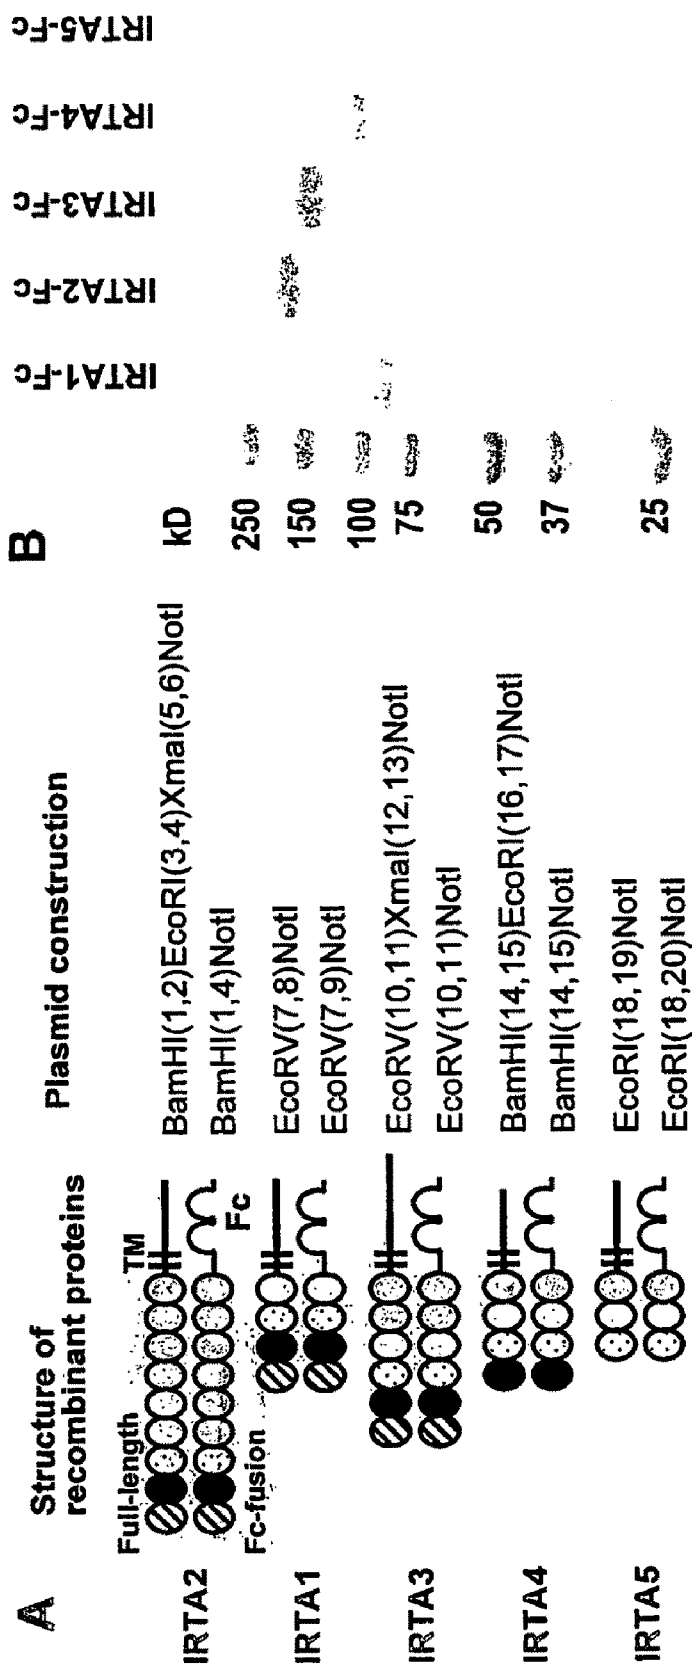 A
Structure of
recombinant proteins
Plasmid construction
Full-length
TM
IRTA2
BamHI(1,2)EcoRI(3,4)XmaI(5,6)NotI
BamHI(1,4)NotI
Fc-fusion
Fc
IRTA1
EcoRV(7,8)NotI
EcoRV(7,9)NotI
IRTA3
EcoRV(10,11)XmaI(12,13)NotI
EcoRV(10,11)NotI
IRTA4
BamHI(14,15)EcoRI(16,17)NotI
BamHI(14,15)NotI
IRTA5
EcoRI(18,19)NotI
EcoRI(18,20)NotI
B
kD
IRTA1-Fc
IRTA2-Fc
IRTA3-Fc
IRTA4-Fc
IRTA5-Fc
250
150
100
75
50
37
25